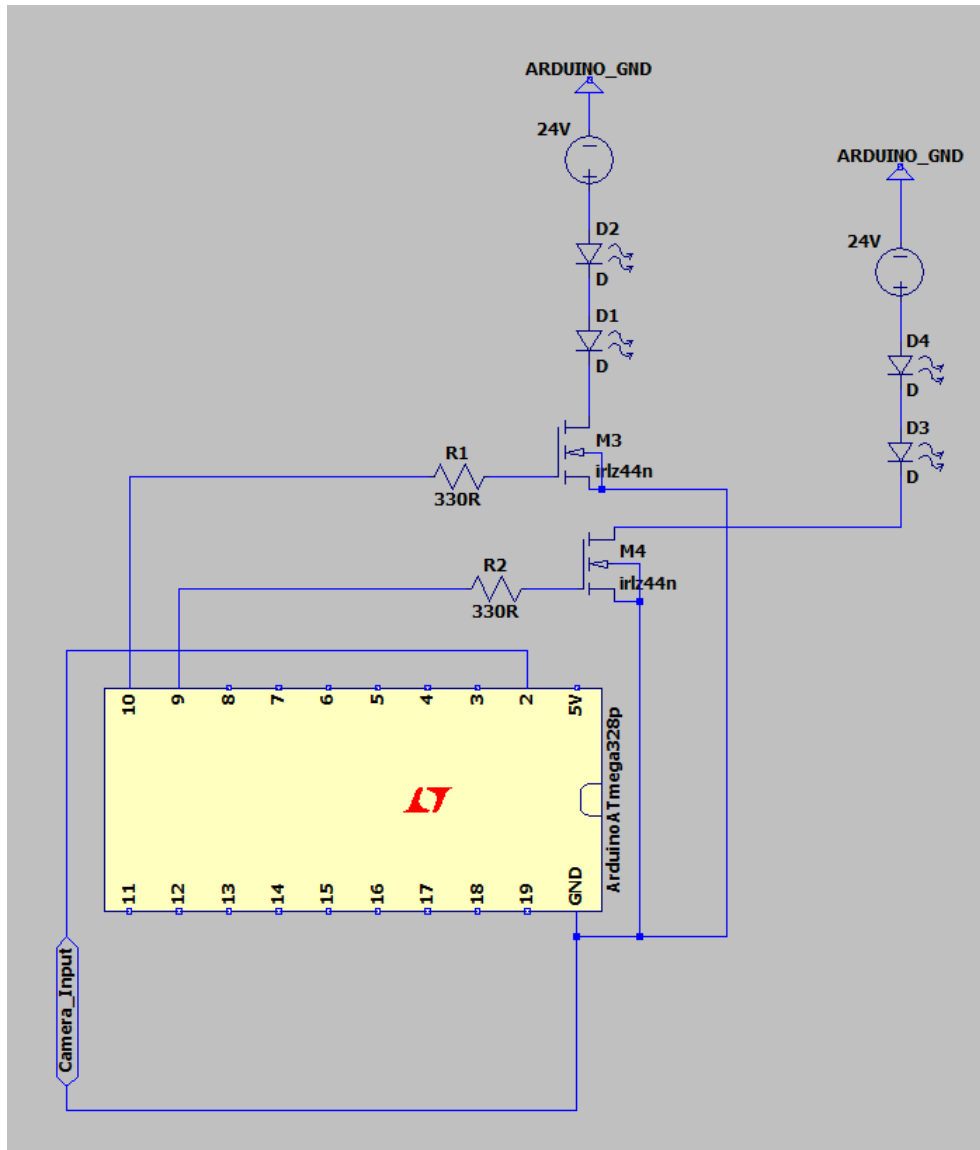 ARDUINO_GND
24V
D2
D
D1
D
ARDUINO_GND
24V
D4
D
D3
D
R1
330R
M3
irlz44n
R2
330R
M4
irlz44n
10
9
8
7
6
5
4
3
2
5V
ArduinoATmega328p
11
12
13
14
15
16
17
18
19
GND
Camera_Input